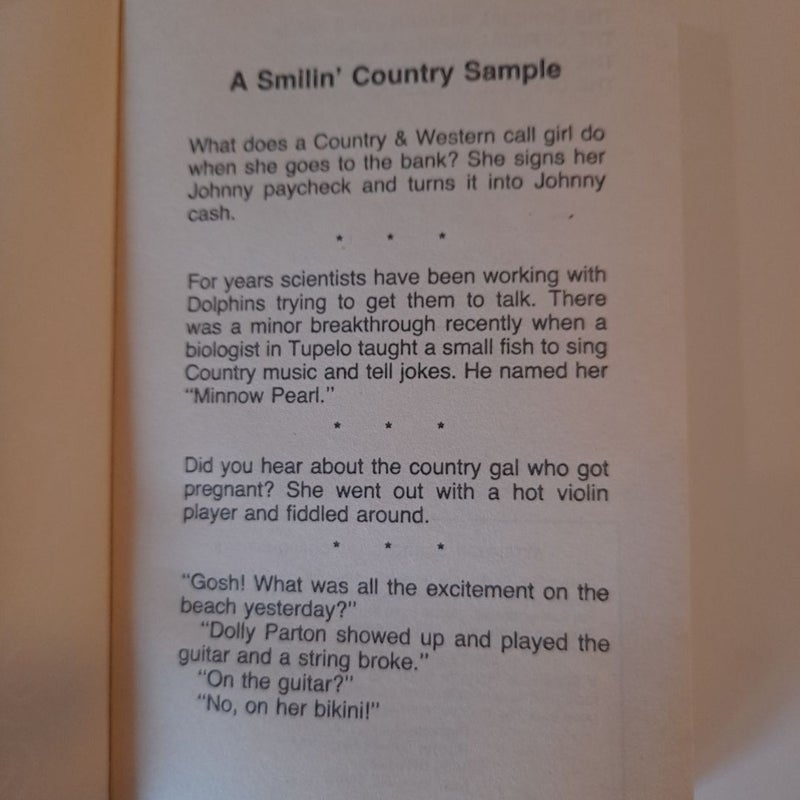 A Smilin' Country Sample
What does a Country & Western call girl do
when she goes to the bank? She signs her
Johnny paycheck and turns it into Johnny
cash.
* * *
For years scientists have been working with
Dolphins trying to get them to talk. There
was a minor breakthrough recently when a
biologist in Tupelo taught a small fish to sing
Country music and tell jokes. He named her
"Minnow Pearl."
* * *
Did you hear about the country gal who got
pregnant? She went out with a hot violin
player and fiddled around.
* * *
"Gosh! What was all the excitement on the
beach yesterday?"
"Dolly Parton showed up and played the
guitar and a string broke."
"On the guitar?"
"No, on her bikini!"